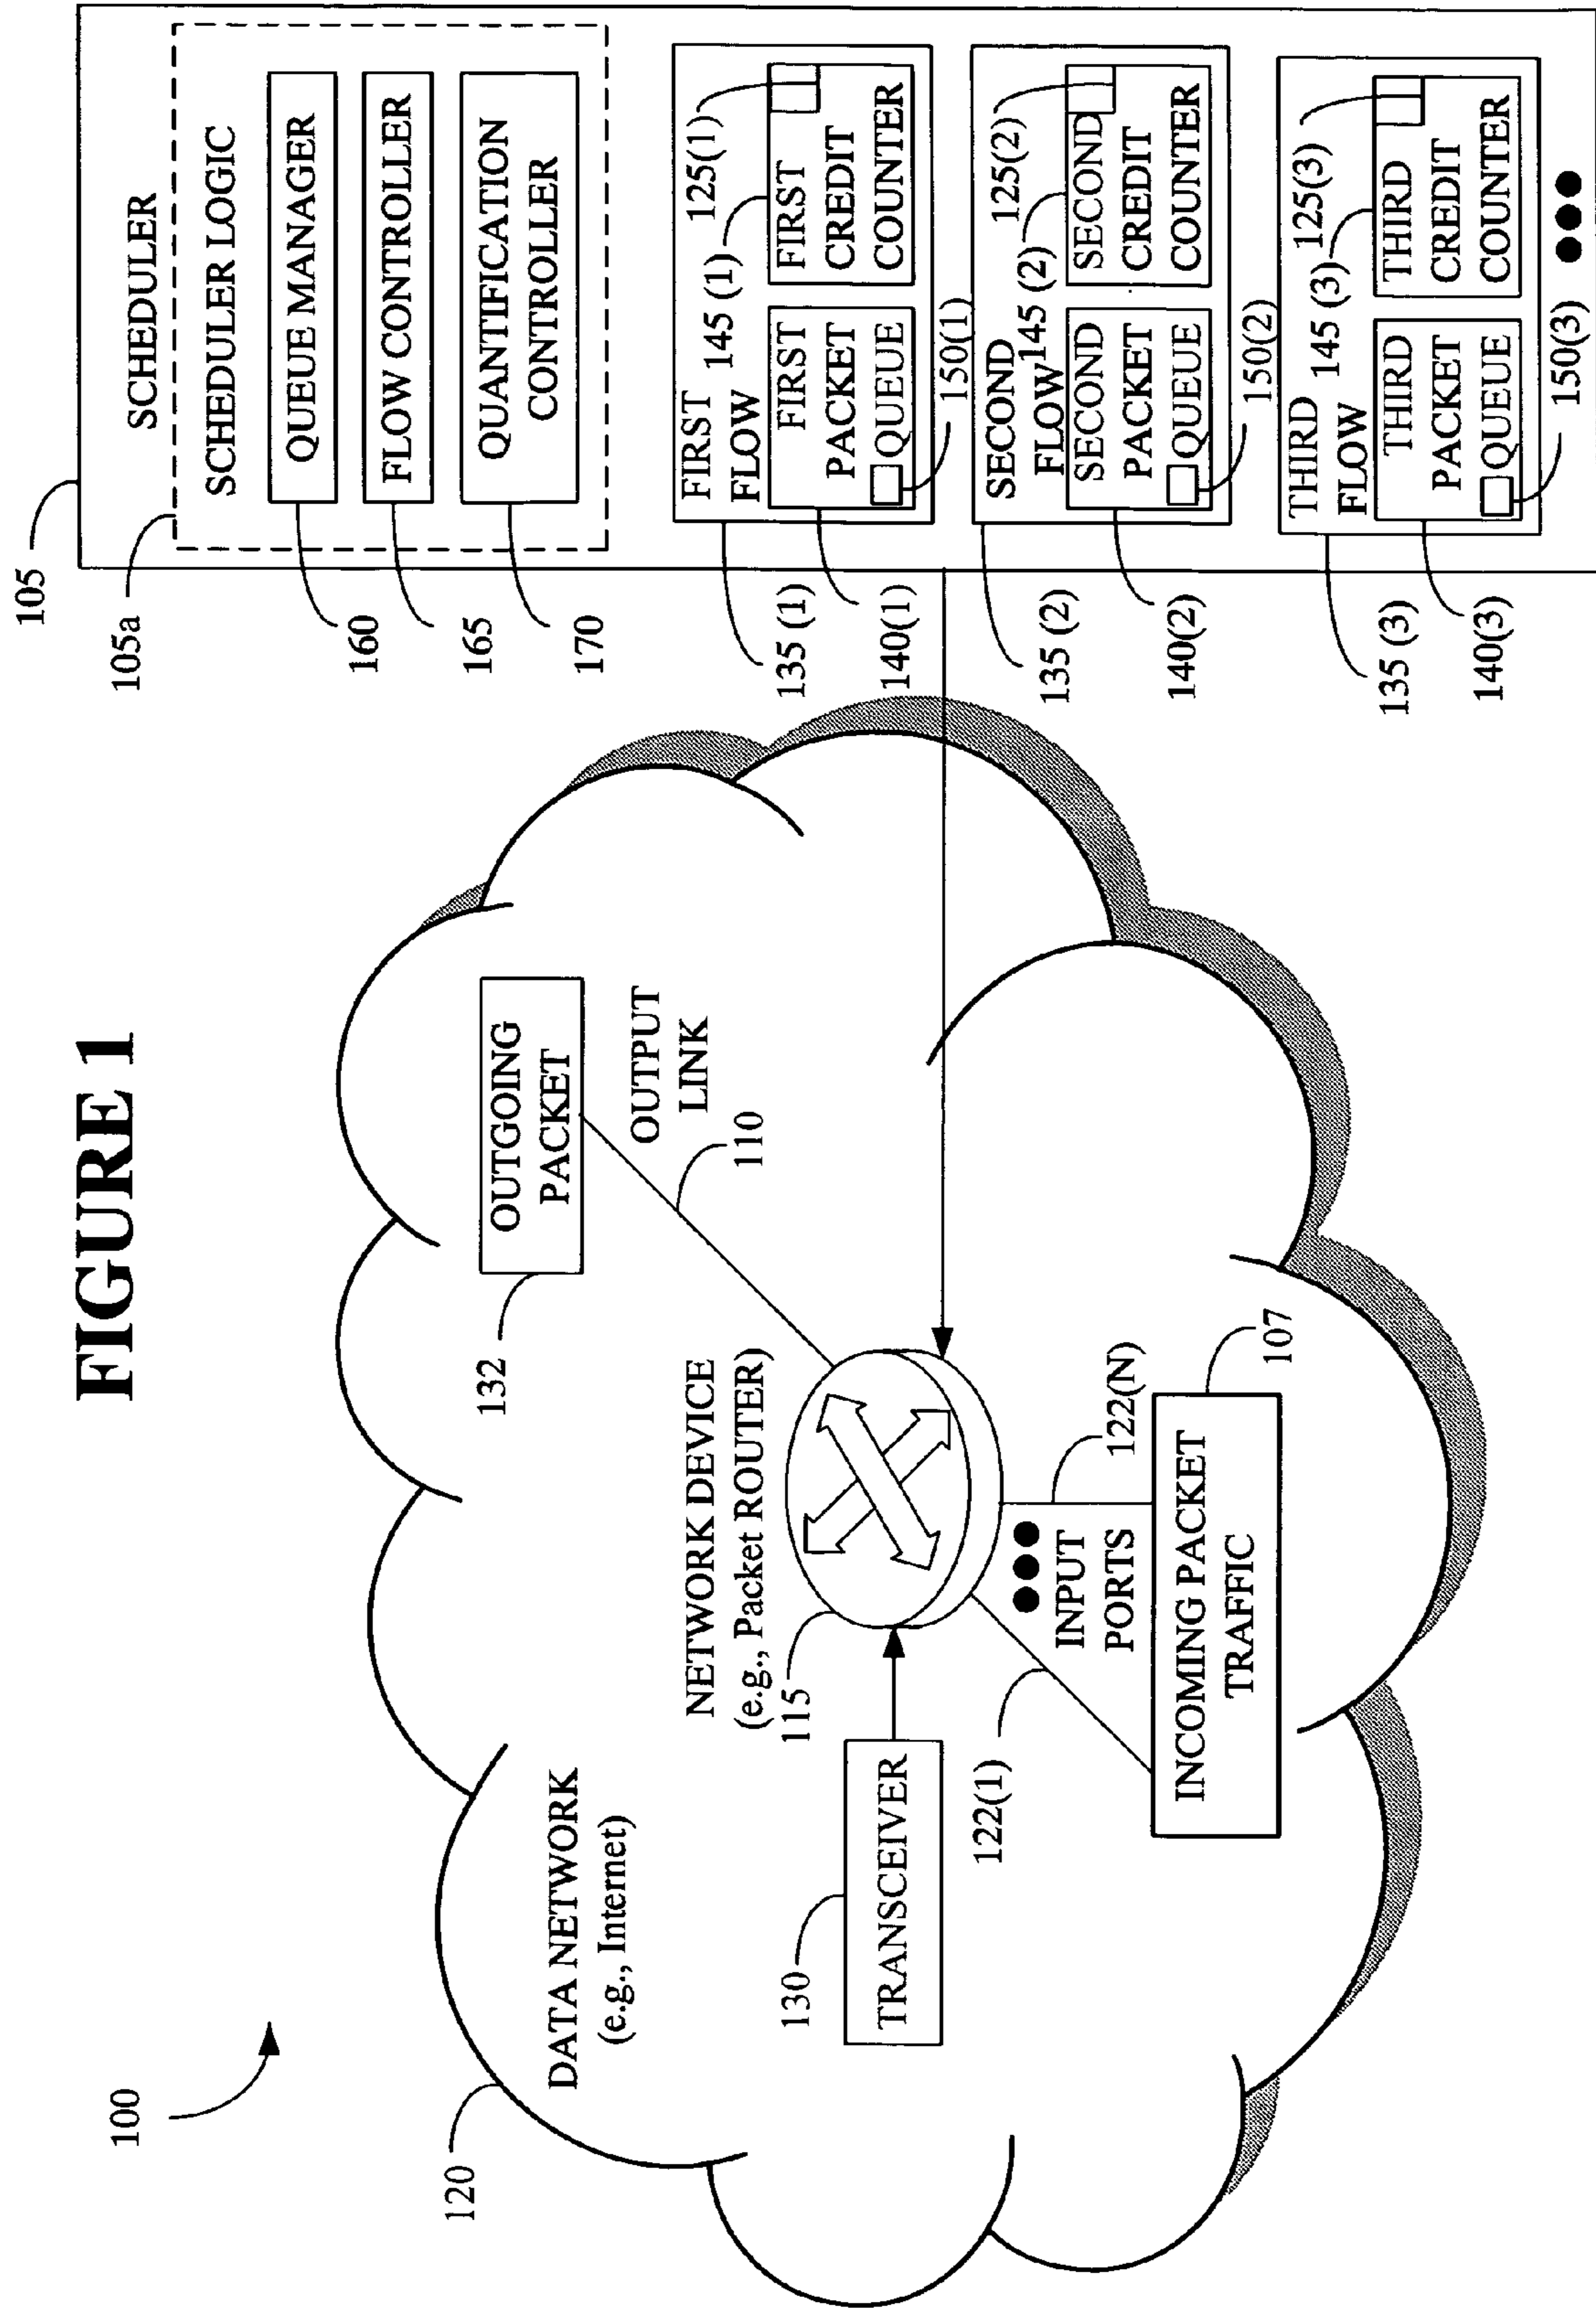 FIGURE 1
100
120
DATA NETWORK
(e.g., Internet)
130
TRANSCEIVER
NETWORK DEVICE
(e.g., Packet Router)
115
132
OUTGOING
PACKET
OUTPUT
LINK
110
122(1)
INPUT
PORTS
122(N)
INCOMING PACKET
TRAFFIC
107
105
SCHEDULER
105a
SCHEDULER LOGIC
160
QUEUE MANAGER
165
FLOW CONTROLLER
170
QUANTIFICATION
CONTROLLER
135 (1)
FIRST
FLOW
145 (1)
125(1)
140(1)
FIRST
PACKET
QUEUE
150(1)
FIRST
CREDIT
COUNTER
135 (2)
SECOND
FLOW
145 (2)
125(2)
140(2)
SECOND
PACKET
QUEUE
150(2)
SECOND
CREDIT
COUNTER
135 (3)
THIRD
FLOW
145 (3)
125(3)
140(3)
THIRD
PACKET
QUEUE
150(3)
THIRD
CREDIT
COUNTER